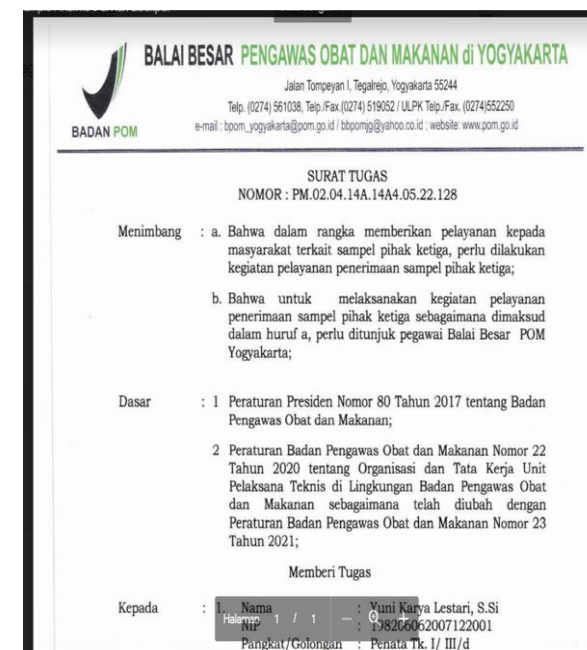 BALAI BESAR PENGAWAS OBAT DAN MAKANAN di YOGYAKARTA
Jalan Tompeyan I, Tegalrejo, Yogyakarta 55244
Telp. (0274) 561038, Telp./Fax.(0274) 519052 / ULPK Telp./Fax. (0274)552250
e-mail : bpom_yogyakarta@pom.go.id / bbpomjg@yahoo.co.id ; website: www.pom.go.id
BADAN POM
SURAT TUGAS
NOMOR : PM.02.04.14A.14A4.05.22.128
Menimbang : a. Bahwa dalam rangka memberikan pelayanan kepada
masyarakat terkait sampel pihak ketiga, perlu dilakukan
kegiatan pelayanan penerimaan sampel pihak ketiga;
b. Bahwa untuk melaksanakan kegiatan pelayanan
penerimaan sampel pihak ketiga sebagaimana dimaksud
dalam huruf a, perlu ditunjuk pegawai Balai Besar POM
Yogyakarta;
Dasar : 1 Peraturan Presiden Nomor 80 Tahun 2017 tentang Badan
Pengawas Obat dan Makanan;
2 Peraturan Badan Pengawas Obat dan Makanan Nomor 22
Tahun 2020 tentang Organisasi dan Tata Kerja Unit
Pelaksana Teknis di Lingkungan Badan Pengawas Obat
dan Makanan sebagaimana telah diubah dengan
Peraturan Badan Pengawas Obat dan Makanan Nomor 23
Tahun 2021;
Memberi Tugas
Kepada : 1. Nama : Yuni Karya Lestari, S.Si
Halaman 1 / 1
NIP : 198206062007122001
Pangkat/Golongan : Penata Tk. I/ III/d